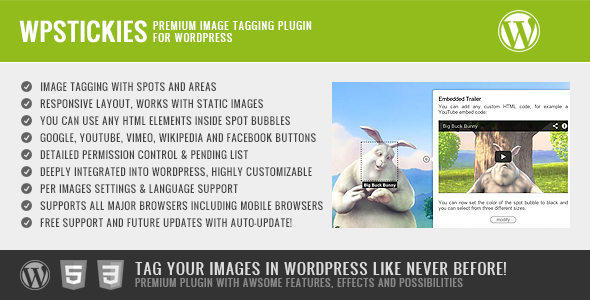 WPSTICKIES PREMIUM IMAGE TAGGING PLUGIN
FOR WORDPRESS
IMAGE TAGGING WITH SPOTS AND AREAS
RESPONSIVE LAYOUT, WORKS WITH STATIC IMAGES
YOU CAN USE ANY HTML ELEMENTS INSIDE SPOT BUBBLES
GOOGLE, YOUTUBE, VIMEO, WIKIPEDIA AND FACEBOOK BUTTONS
DETAILED PERMISSION CONTROL & PENDING LIST
DEEPLY INTEGRATED INTO WORDPRESS, HIGHLY CUSTOMIZABLE
PER IMAGES SETTINGS & LANGUAGE SUPPORT
SUPPORTS ALL MAJOR BROWSERS INCLUDING MOBILE BROWSERS
FREE SUPPORT AND FUTURE UPDATES WITH AUTO-UPDATE!
Big Buck Bunny
Embedded Trailer
You can add any custom HTML code, for example a
YouTube embed code:
Big Buck Bunny
You can now set the color of the spot bubble to black and
you can select from three different sizes.
modify
TAG YOUR IMAGES IN WORDPRESS LIKE NEVER BEFORE!
PREMIUM PLUGIN WITH AWSOME FEATURES, EFFECTS AND POSSIBILITIES